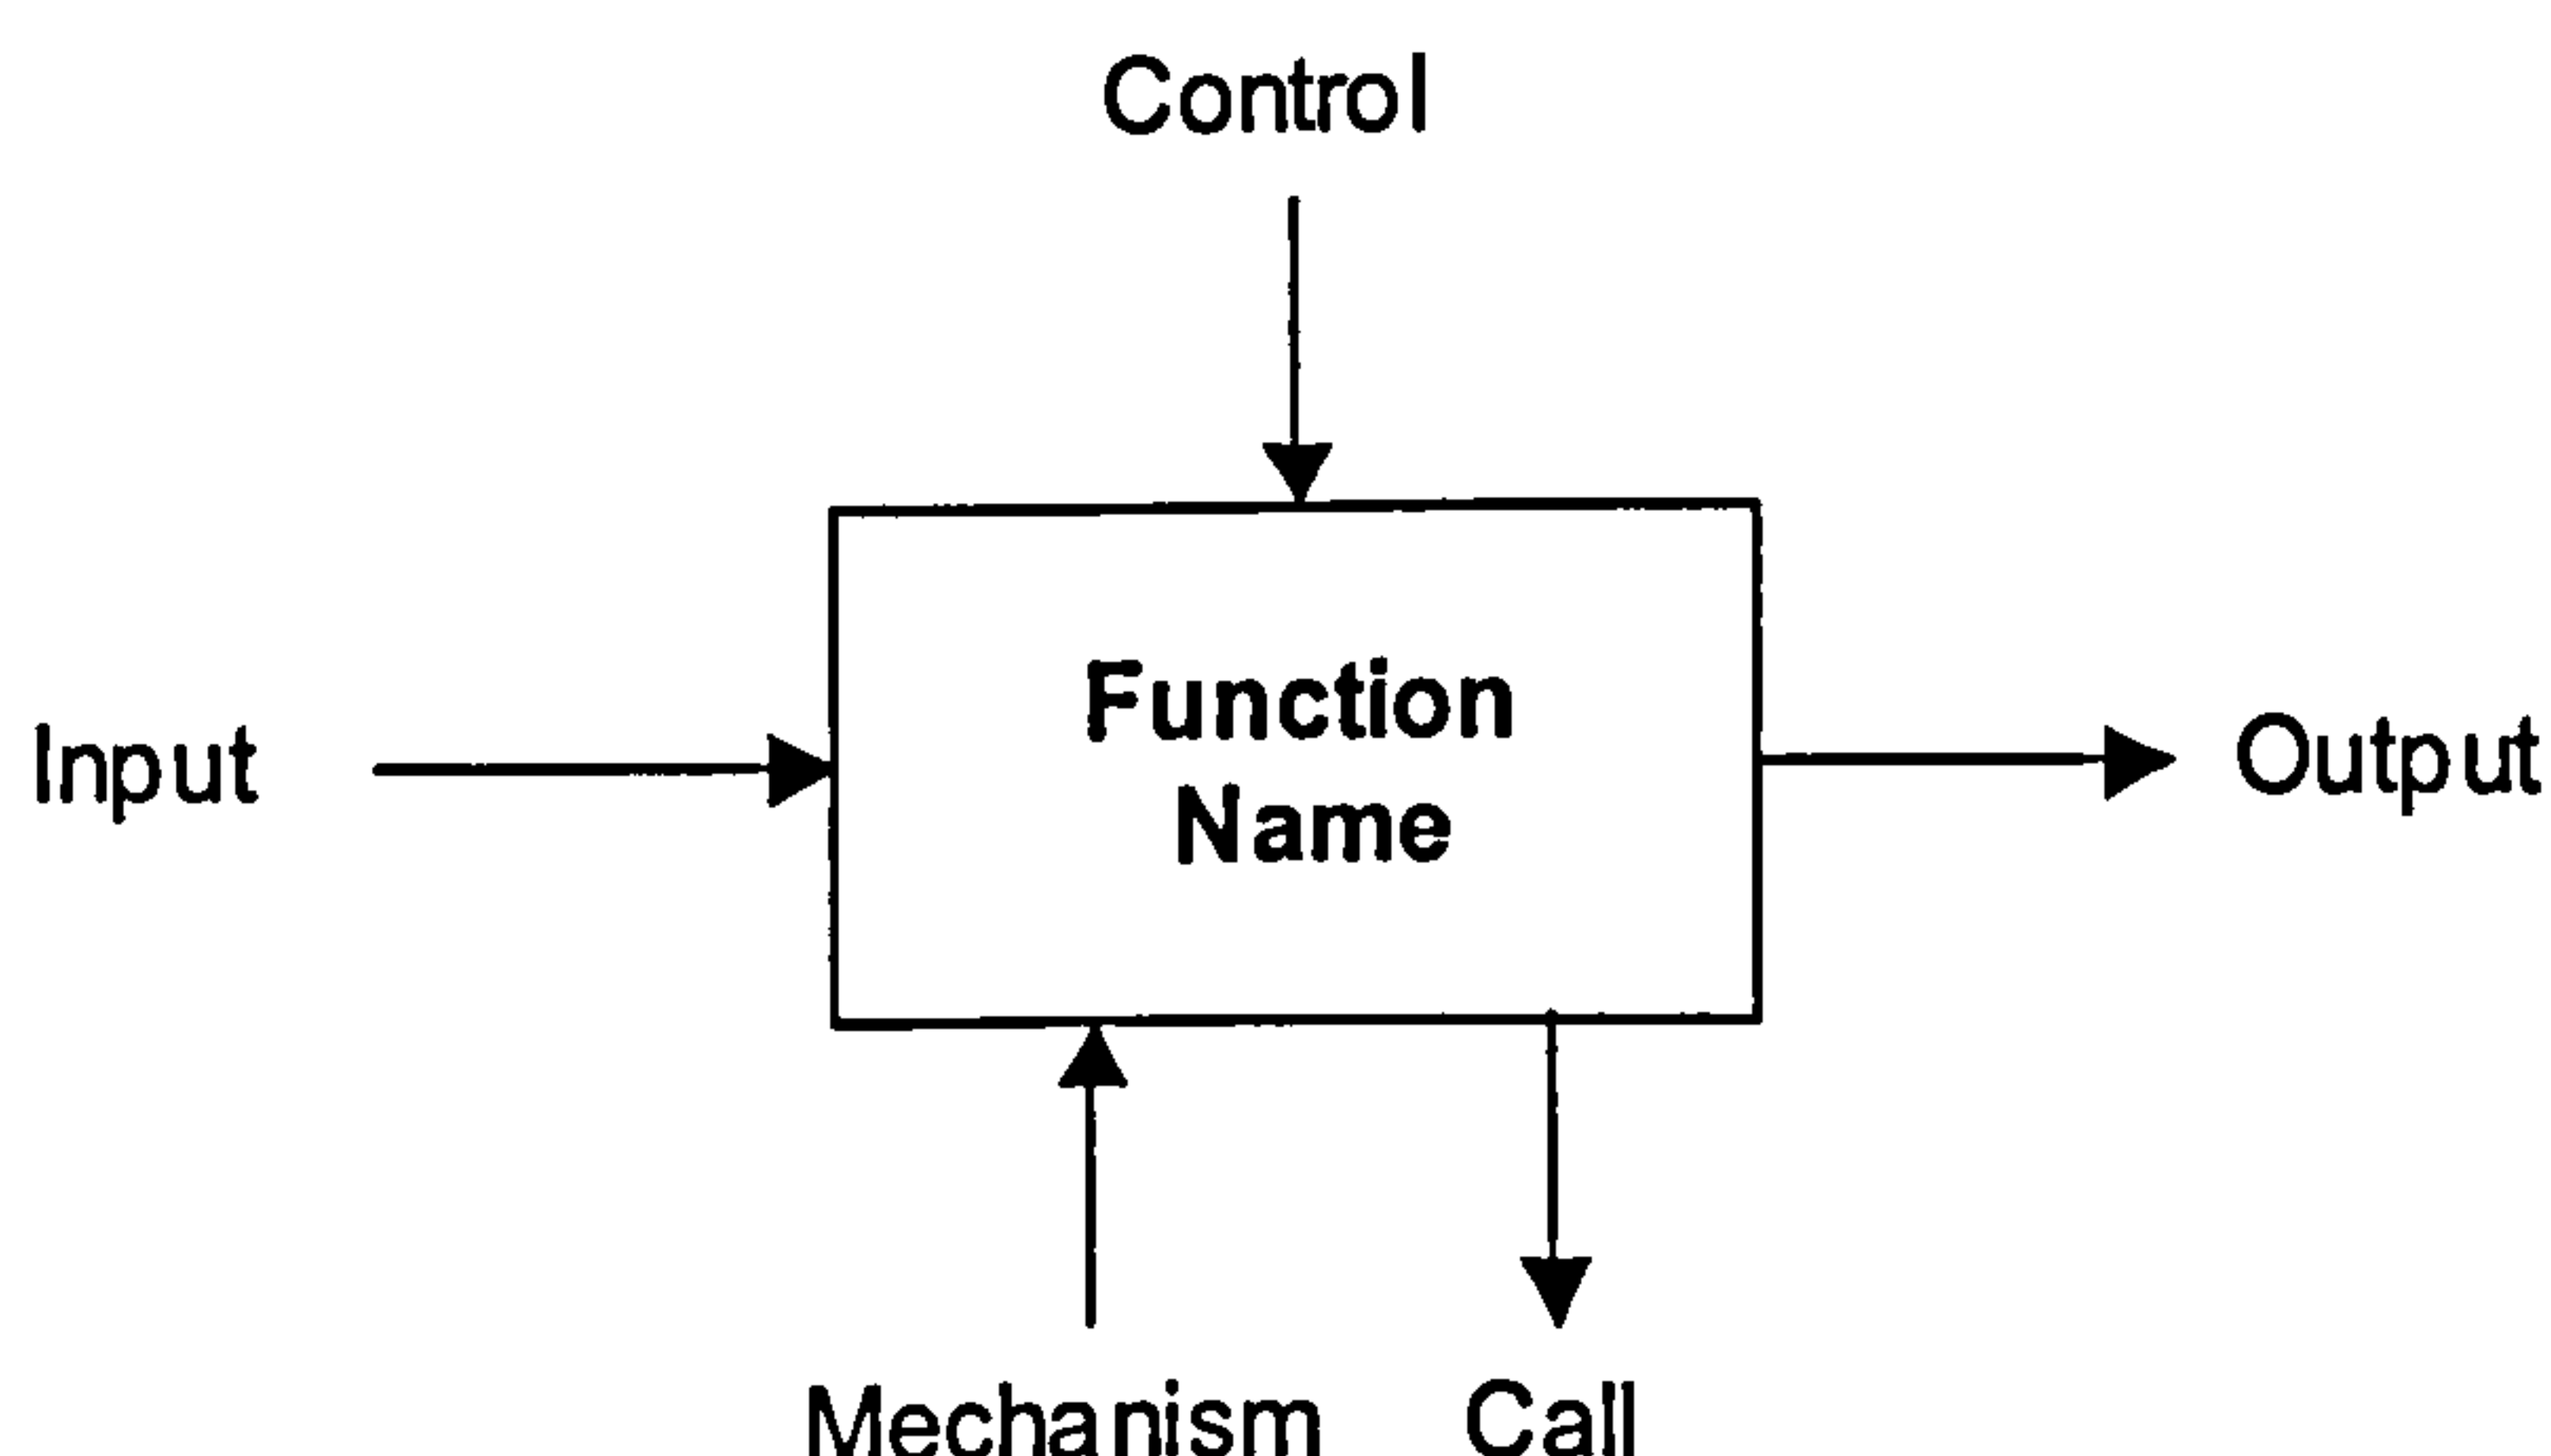 Control
Function
Name
Input
Output
Mechanism
Call